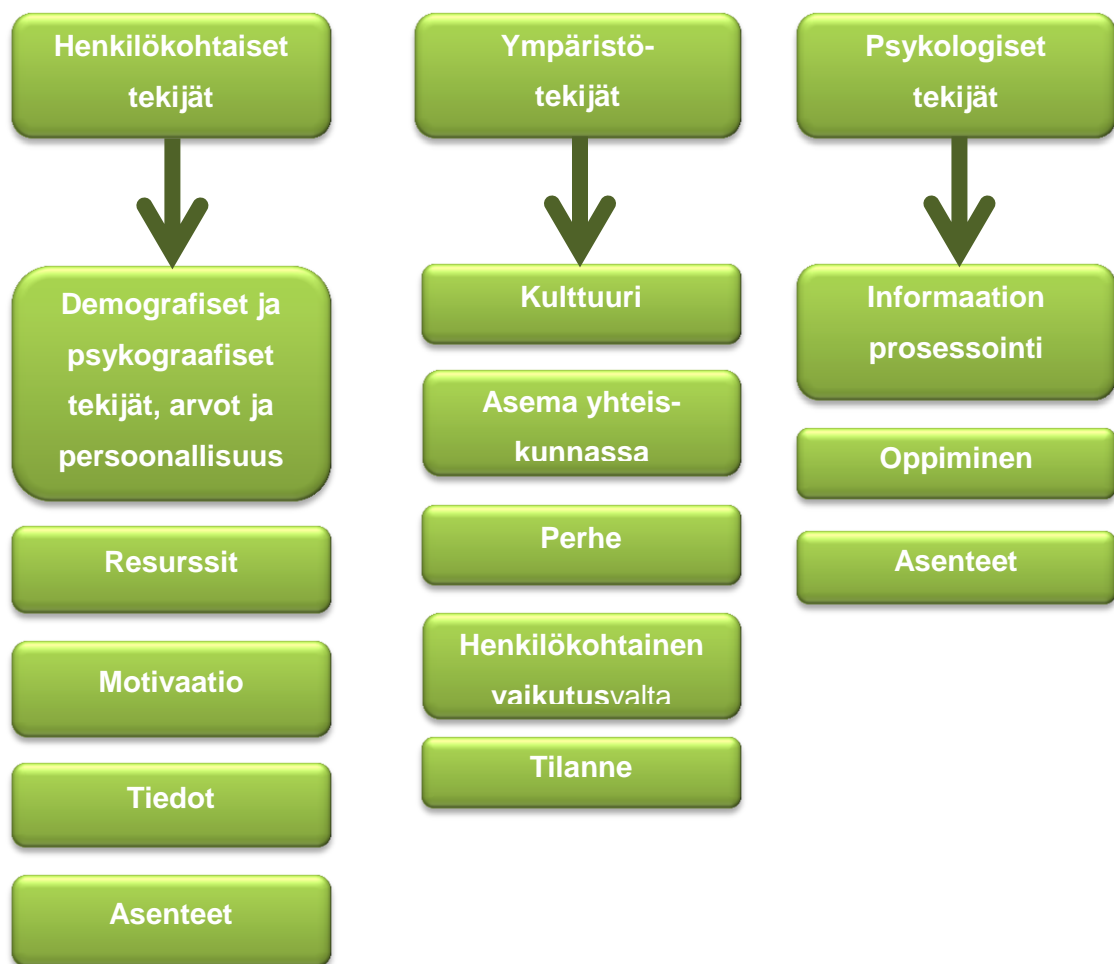 Henkilökohtaiset
tekijät
Demografiset ja
psykograafiset
tekijät, arvot ja
persoonallisuus
Resurssit
Motivaatio
Tiedot
Asenteet
Ympäristö-
tekijät
Kulttuuri
Asema yhteis-
kunnassa
Perhe
Henkilökohtainen
vaikutusvalta
Tilanne
Psykologiset
tekijät
Informaation
prosessointi
Oppiminen
Asenteet